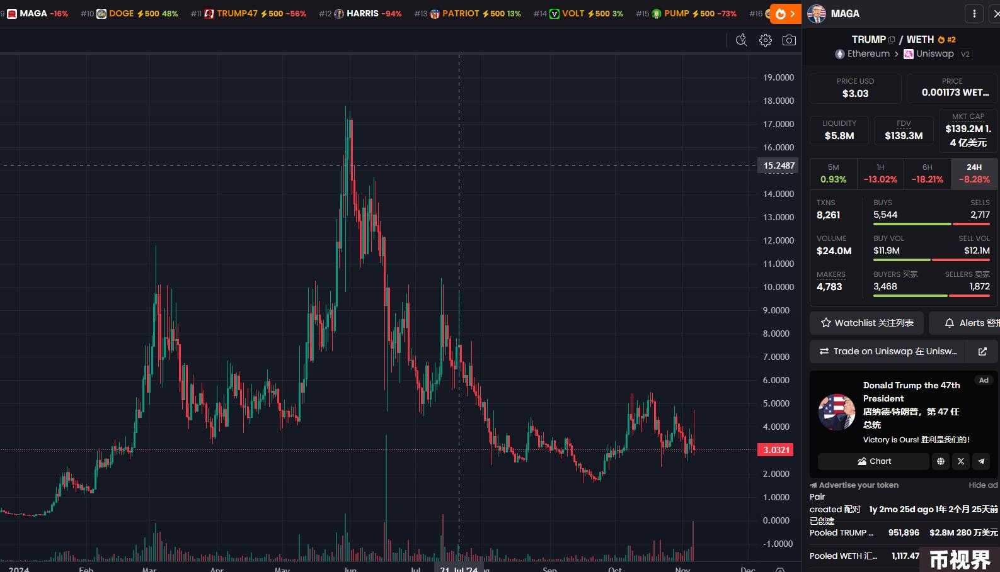 9 MAGA -16% #10 DOGE 500 48% #11 TRUMP47 500 -56% #12 HARRIS -94% #13 PATRIOT 500 13% #14 VOLT 500 3% #15 PUMP 500 -73% #16
MAGA
TRUMP / WETH #2
Ethereum > Uniswap V2
PRICE USD
$3.03
PRICE
0.001173 WET...
LIQUIDITY
$5.8M
FDV
$139.3M
MKT CAP
$139.2M 1.
4 亿美元
5M
0.93%
1H
-13.02%
6H
-18.21%
24H
-8.28%
TXNS
8,261
BUYS
5,544
SELLS
2,717
VOLUME
$24.0M
BUY VOL
$11.9M
SELL VOL
$12.1M
MAKERS
4,783
BUYERS 买家
3,468
SELLERS 卖家
1,872
Watchlist 关注列表
Alerts 警
Trade on Uniswap 在 Unisw...
Ad
Donald Trump the 47th
President
唐纳德·特朗普，第 47 任
总统
Victory is Ours! 胜利是我们的!
Chart
Advertise your token
Hide ad
Pair
created 配对
已创建
1y 2mo 25d ago 1年 2个月 25天前
Pooled TRUMP ...
951,896 $2.8M 280 万美元
Pooled WETH 汇...
1,117.47
币视界
19.0000
18.0000
17.0000
16.0000
15.2487
14.0000
13.0000
12.0000
11.0000
10.0000
9.0000
8.0000
7.0000
6.0000
5.0000
4.0000
3.0321
2.0000
1.0000
0.0000
-1.0000
2024 Feb Mar Apr May Jun Jul 21 Jul '24 Sep Oct Nov Dec